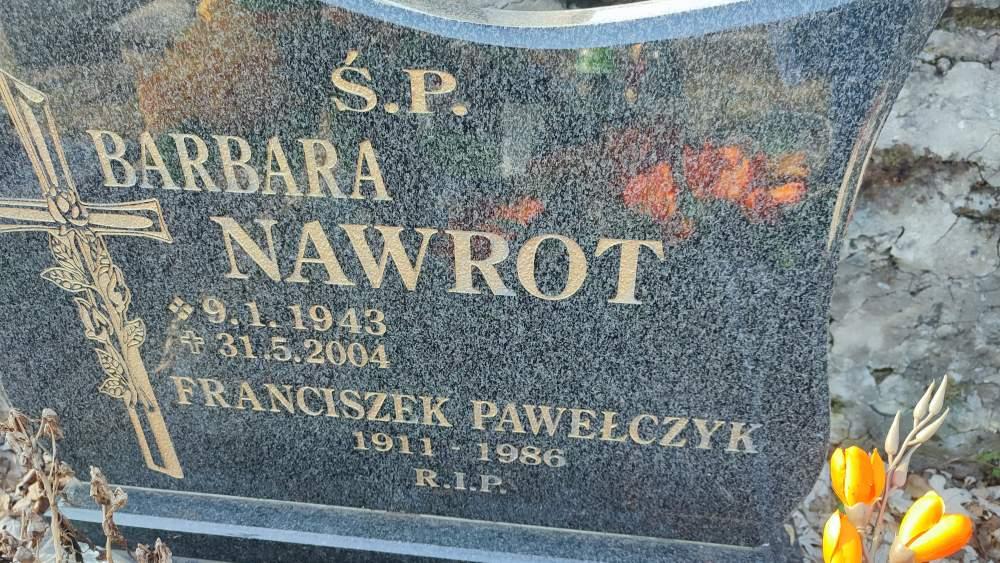 Ś.P.
BARBARA
NAWROT
9.1.1943
31.5.2004
FRANCISZEK PAWEŁCZYK
1911 - 1986
R.I.P.